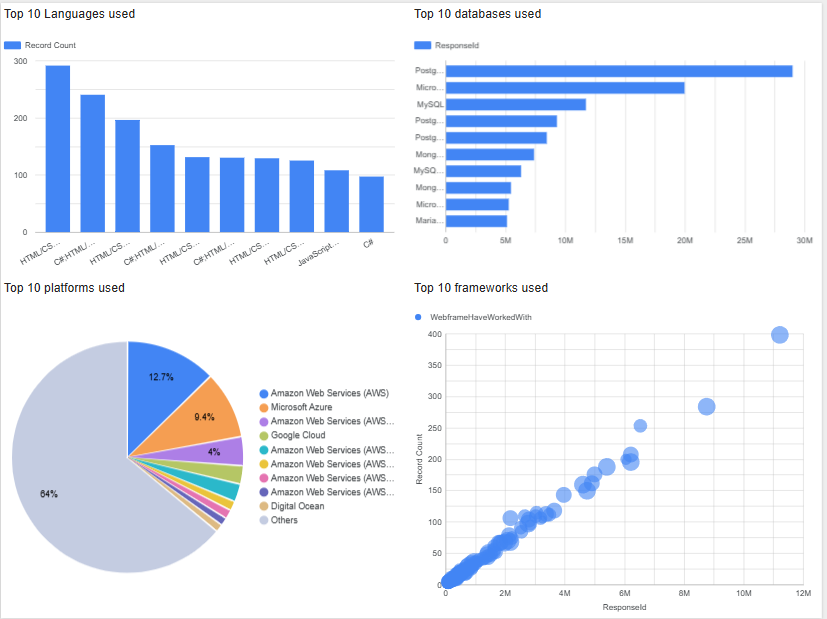 Top 10 Languages used
Record Count
300
200
100
0
HTML/CS...
C#;HTML/...
HTML/CS...
C#;HTML/...
HTML/CS...
C#;HTML/...
HTML/CS...
HTML/CS...
JavaScript...
C#
Top 10 databases used
ResponseId
Postg...
Micro...
MySQL
Postg...
Postg...
Mong...
MySQ...
Mong...
Micro...
Maria...
0 5M 10M 15M 20M 25M 30M
Top 10 platforms used
12.7%
9.4%
4%
64%
Amazon Web Services (AWS)
Microsoft Azure
Amazon Web Services (AWS...
Google Cloud
Amazon Web Services (AWS...
Amazon Web Services (AWS...
Amazon Web Services (AWS...
Amazon Web Services (AWS...
Digital Ocean
Others
Top 10 frameworks used
WebframeHaveWorkedWith
Record Count
400
350
300
250
200
150
100
50
0
0 2M 4M 6M 8M 10M 12M
ResponseId